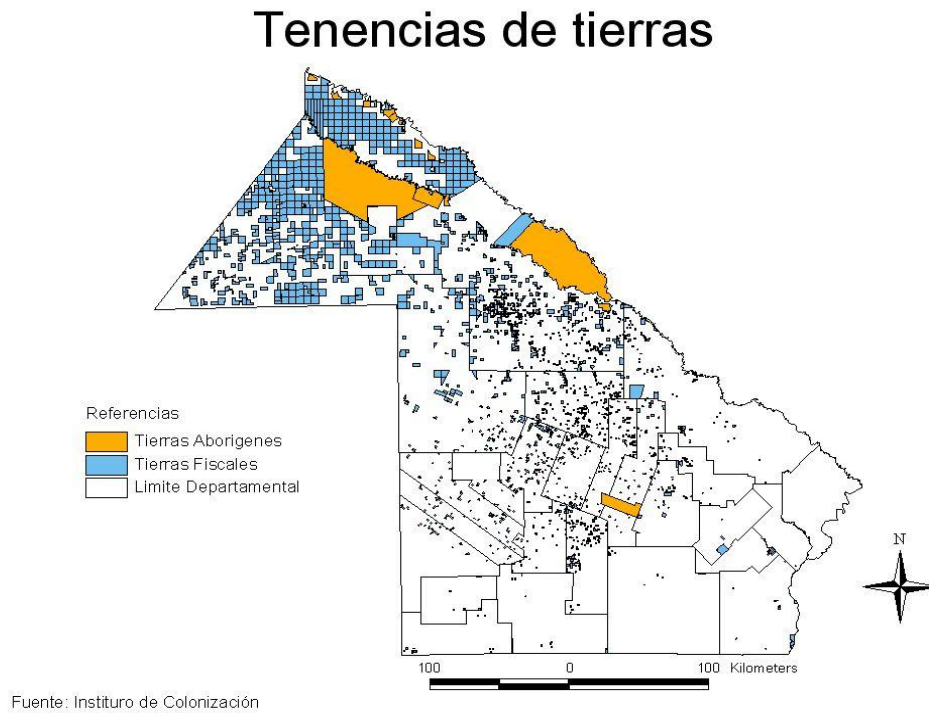 Tenencias de tierras
Referencias
Tierras Aborigenes
Tierras Fiscales
Limite Departamental
N
100 0 100 Kilometers
Fuente: Instituro de Colonización